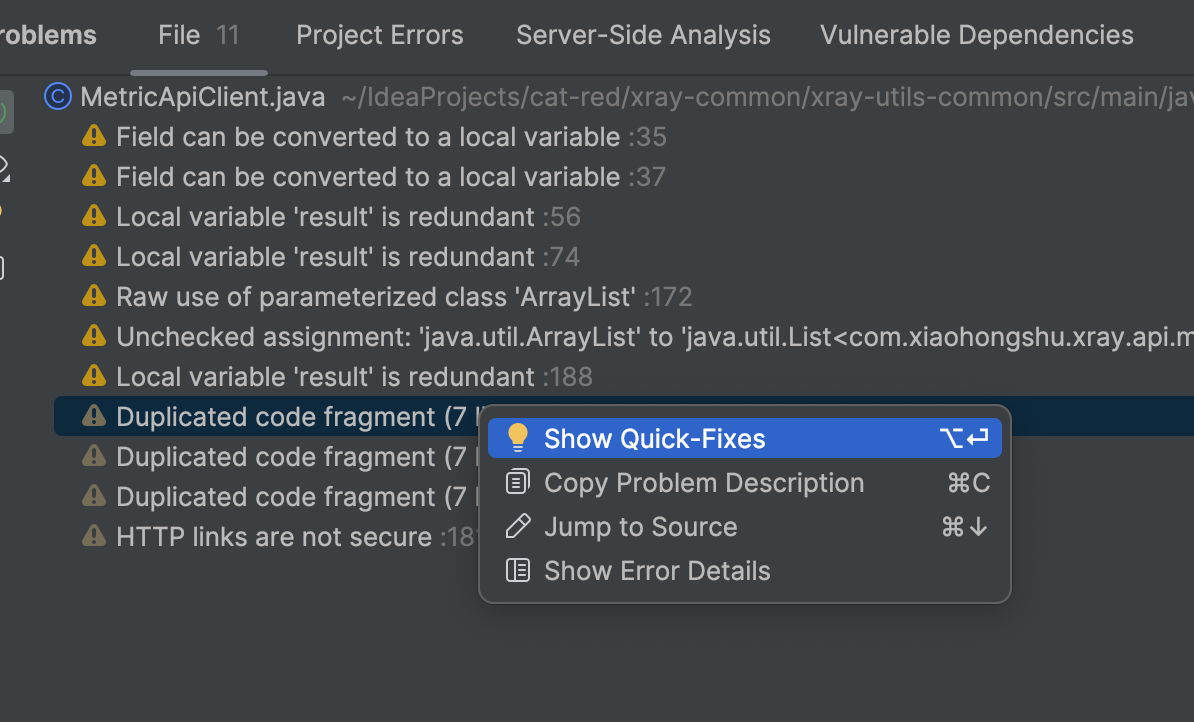 roblems File 11 Project Errors Server-Side Analysis Vulnerable Dependencies
MetricApiClient.java ~/IdeaProjects/cat-red/xray-common/xray-utils-common/src/main/jav
Field can be converted to a local variable :35
Field can be converted to a local variable :37
Local variable 'result' is redundant :56
Local variable 'result' is redundant :74
Raw use of parameterized class 'ArrayList' :172
Unchecked assignment: 'java.util.ArrayList' to 'java.util.List<com.xiaohongshu.xray.api.m
Local variable 'result' is redundant :188
Duplicated code fragment (7 l
Duplicated code fragment (7 l
Duplicated code fragment (7 l
HTTP links are not secure :18
Show Quick-Fixes ⌥↩
Copy Problem Description ⌘C
Jump to Source ⌘↓
Show Error Details